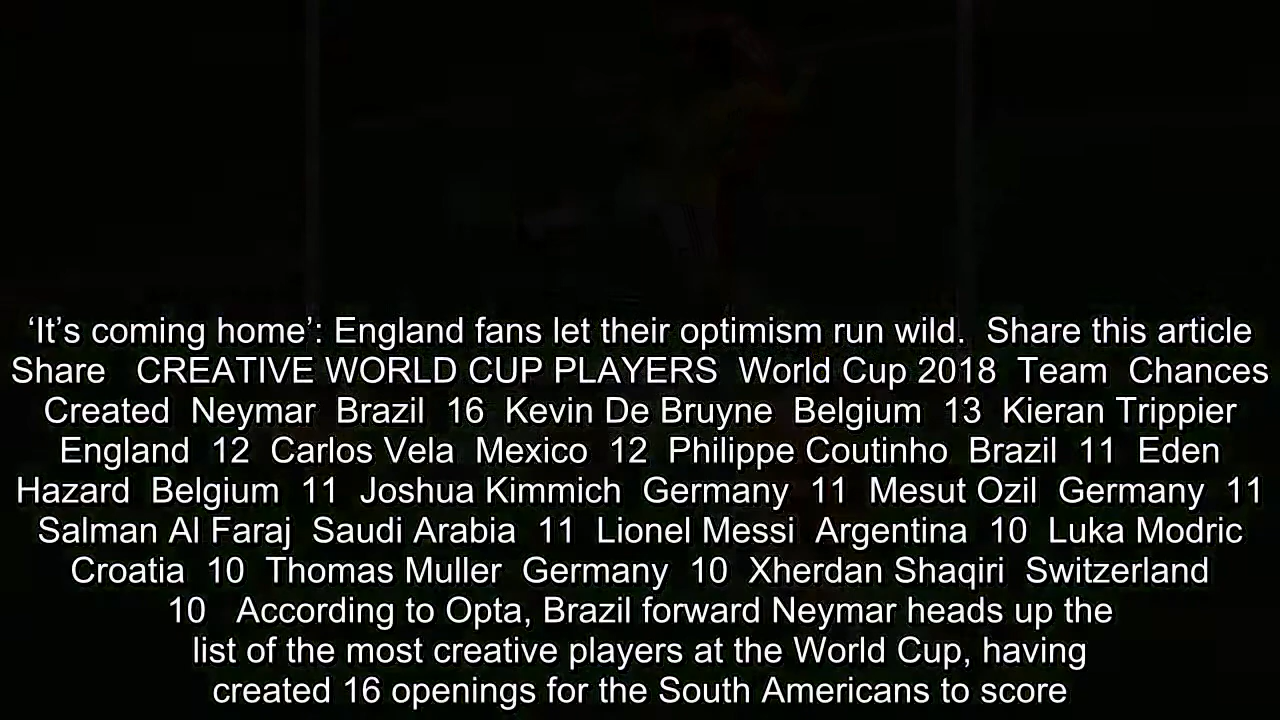 ‘It’s coming home’: England fans let their optimism run wild.  Share this article
Share   CREATIVE WORLD CUP PLAYERS  World Cup 2018  Team  Chances
Created  Neymar  Brazil  16  Kevin De Bruyne  Belgium  13  Kieran Trippier
England  12  Carlos Vela  Mexico  12  Philippe Coutinho  Brazil  11  Eden
Hazard  Belgium  11  Joshua Kimmich  Germany  11  Mesut Ozil  Germany  11
Salman Al Faraj  Saudi Arabia  11  Lionel Messi  Argentina  10  Luka Modric
Croatia  10  Thomas Muller  Germany  10  Xherdan Shaqiri  Switzerland
10   According to Opta, Brazil forward Neymar heads up the
list of the most creative players at the World Cup, having
created 16 openings for the South Americans to score